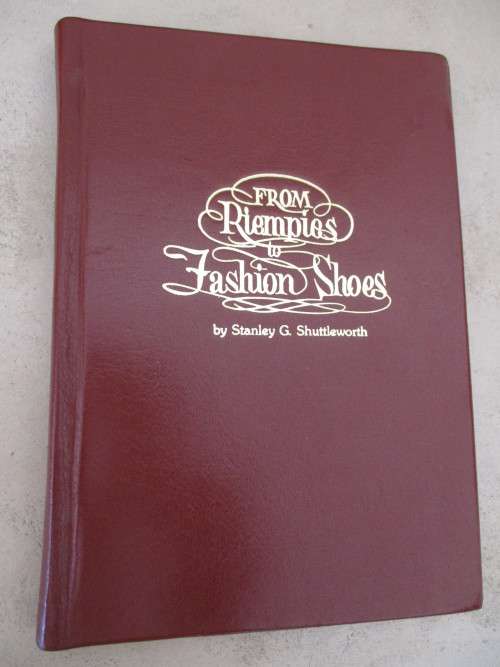 FROM
Riempies
to
Fashion Shoes
by Stanley G. Shuttleworth